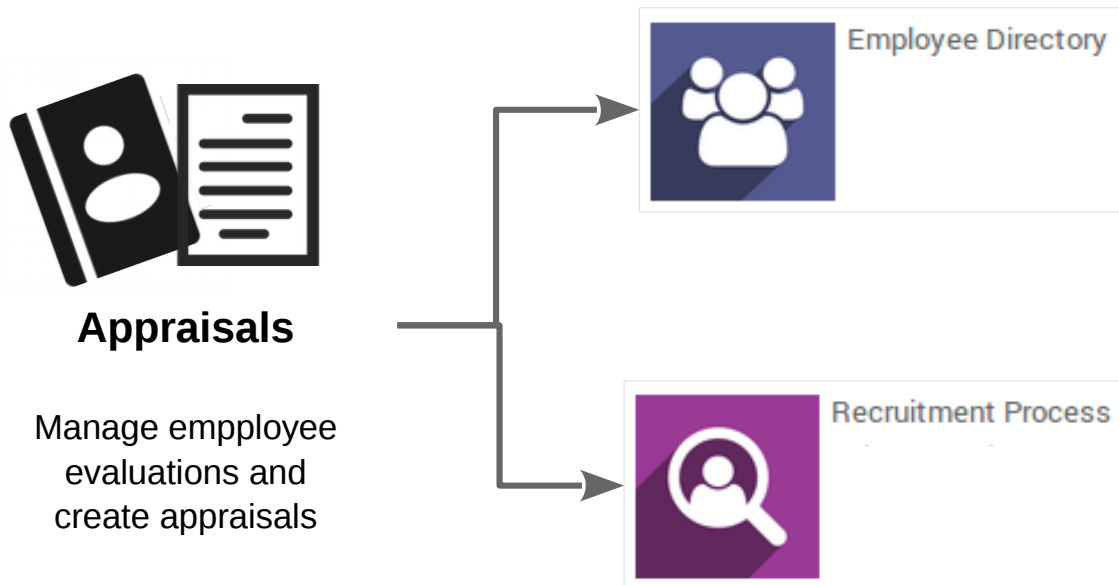 Employee Directory
Appraisals
Manage empployee
evaluations and
create appraisals
Recruitment Process